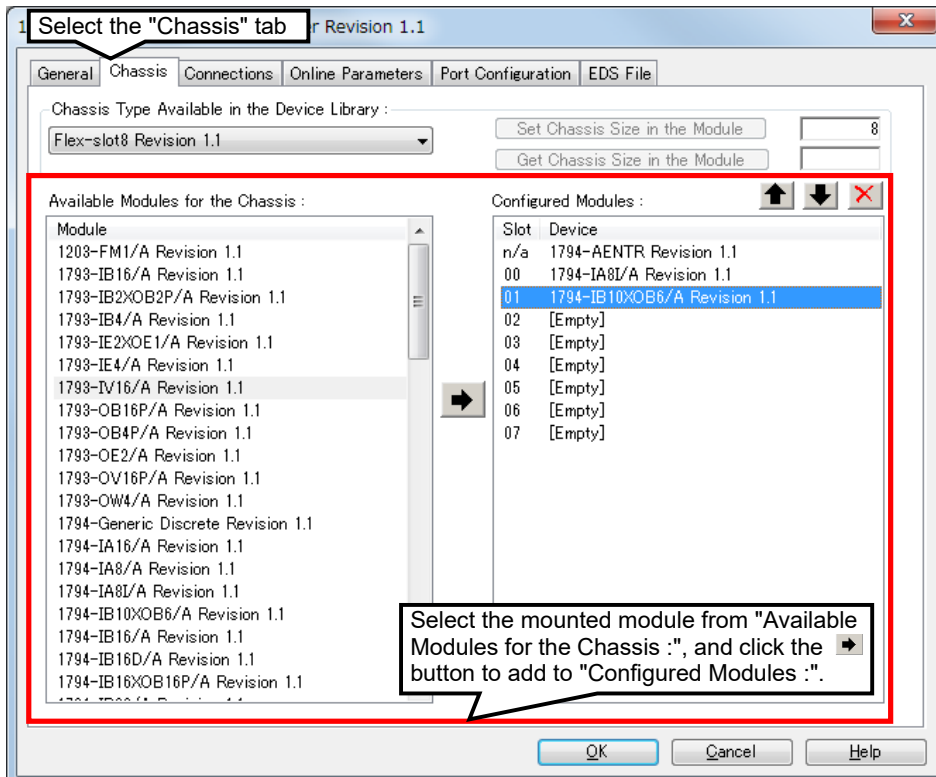 1
Select the "Chassis" tab
r Revision 1.1
X
General Chassis Connections Online Parameters Port Configuration EDS File
Chassis Type Available in the Device Library :
Flex-slot8 Revision 1.1
Set Chassis Size in the Module
8
Get Chassis Size in the Module
Available Modules for the Chassis :
Module
1203-FM1/A Revision 1.1
1793-IB16/A Revision 1.1
1793-IB2XOB2P/A Revision 1.1
1793-IB4/A Revision 1.1
1793-IE2XOE1/A Revision 1.1
1793-IE4/A Revision 1.1
1793-IV16/A Revision 1.1
1793-OB16P/A Revision 1.1
1793-OB4P/A Revision 1.1
1793-OE2/A Revision 1.1
1793-OV16P/A Revision 1.1
1793-OW4/A Revision 1.1
1794-Generic Discrete Revision 1.1
1794-IA16/A Revision 1.1
1794-IA8/A Revision 1.1
1794-IA8I/A Revision 1.1
1794-IB10XOB6/A Revision 1.1
1794-IB16/A Revision 1.1
1794-IB16D/A Revision 1.1
1794-IB16XOB16P/A Revision 1.1
Configured Modules :
Slot Device
n/a 1794-AENTR Revision 1.1
00 1794-IA8I/A Revision 1.1
01 1794-IB10XOB6/A Revision 1.1
02 [Empty]
03 [Empty]
04 [Empty]
05 [Empty]
06 [Empty]
07 [Empty]
Select the mounted module from "Available
Modules for the Chassis :", and click the
button to add to "Configured Modules :".
OK
Cancel
Help